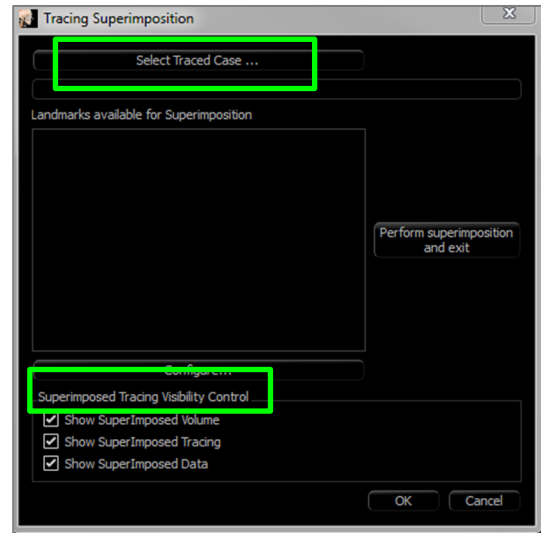 Tracing Superimposition
Select Traced Case ...
Landmarks available for Superimposition
Perform superimposition
and exit
Configure...
Superimposed Tracing Visibility Control
Show SuperImposed Volume
Show SuperImposed Tracing
Show SuperImposed Data
OK Cancel